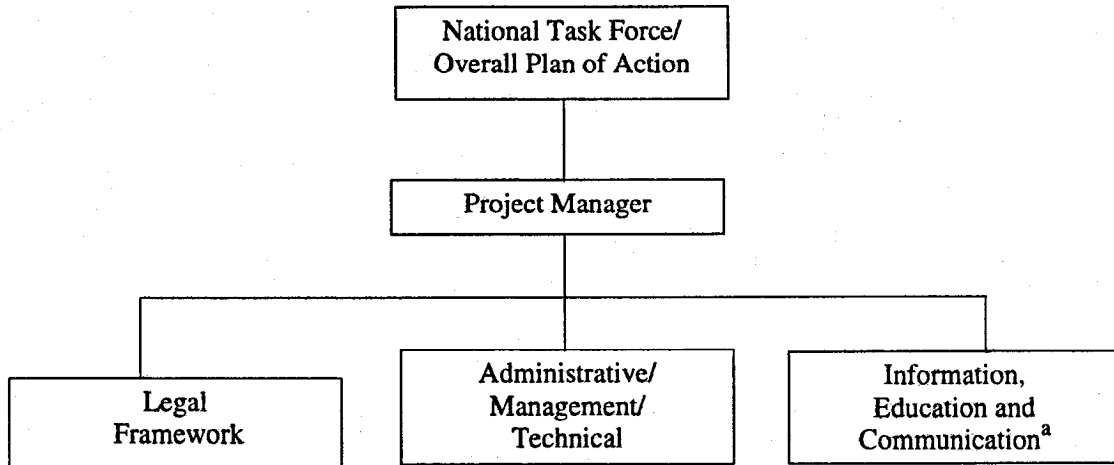 National Task Force/
Overall Plan of Action
Project Manager
Legal
Framework
Administrative/
Management/
Technical
Information,
Education and
Communicationᵃ